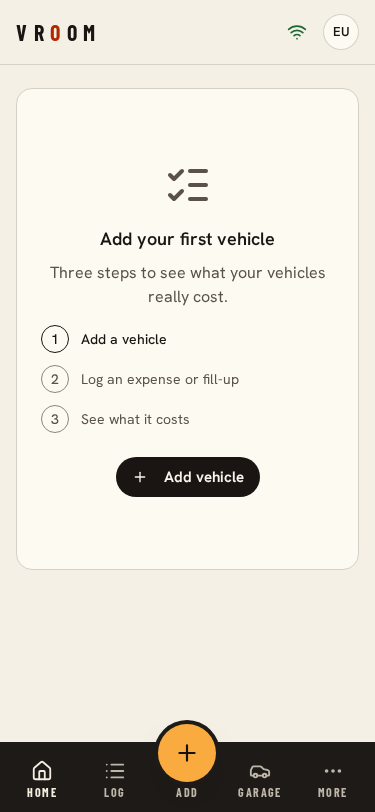 VROOM
EU
Add your first vehicle
Three steps to see what your vehicles
really cost.
1 Add a vehicle
2 Log an expense or fill-up
3 See what it costs
Add vehicle
HOME LOG ADD GARAGE MORE